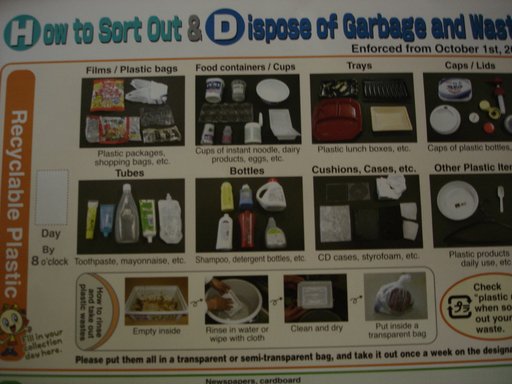 How to Sort Out & Dispose of Garbage and Wast
Enforced from October 1st, 20
Recyclable Plastic
Films / Plastic bags
Food containers / Cups
Trays
Caps / Lids
Plastic packages,
shopping bags, etc.
Cups of instant noodle, dairy
products, eggs, etc.
Plastic lunch boxes, etc.
Caps of plastic bottles,
Tubes
Bottles
Cushions, Cases, etc.
Other Plastic Iter
Day
By
8 o'clock
Toothpaste, mayonnaise, etc.
Shampoo, detergent bottles, etc.
CD cases, styrofoam, etc.
Plastic products
daily use, etc.
How to rinse
and take out
plastic wastes
Empty inside
Rinse in water or
wipe with cloth
Clean and dry
Put inside a
transparent bag
プラ
Check
"plastic
when so
out your
waste.
Fill in your
collection
day here.
Please put them all in a transparent or semi-transparent bag, and take it out once a week on the designa
Newspapers, cardboard